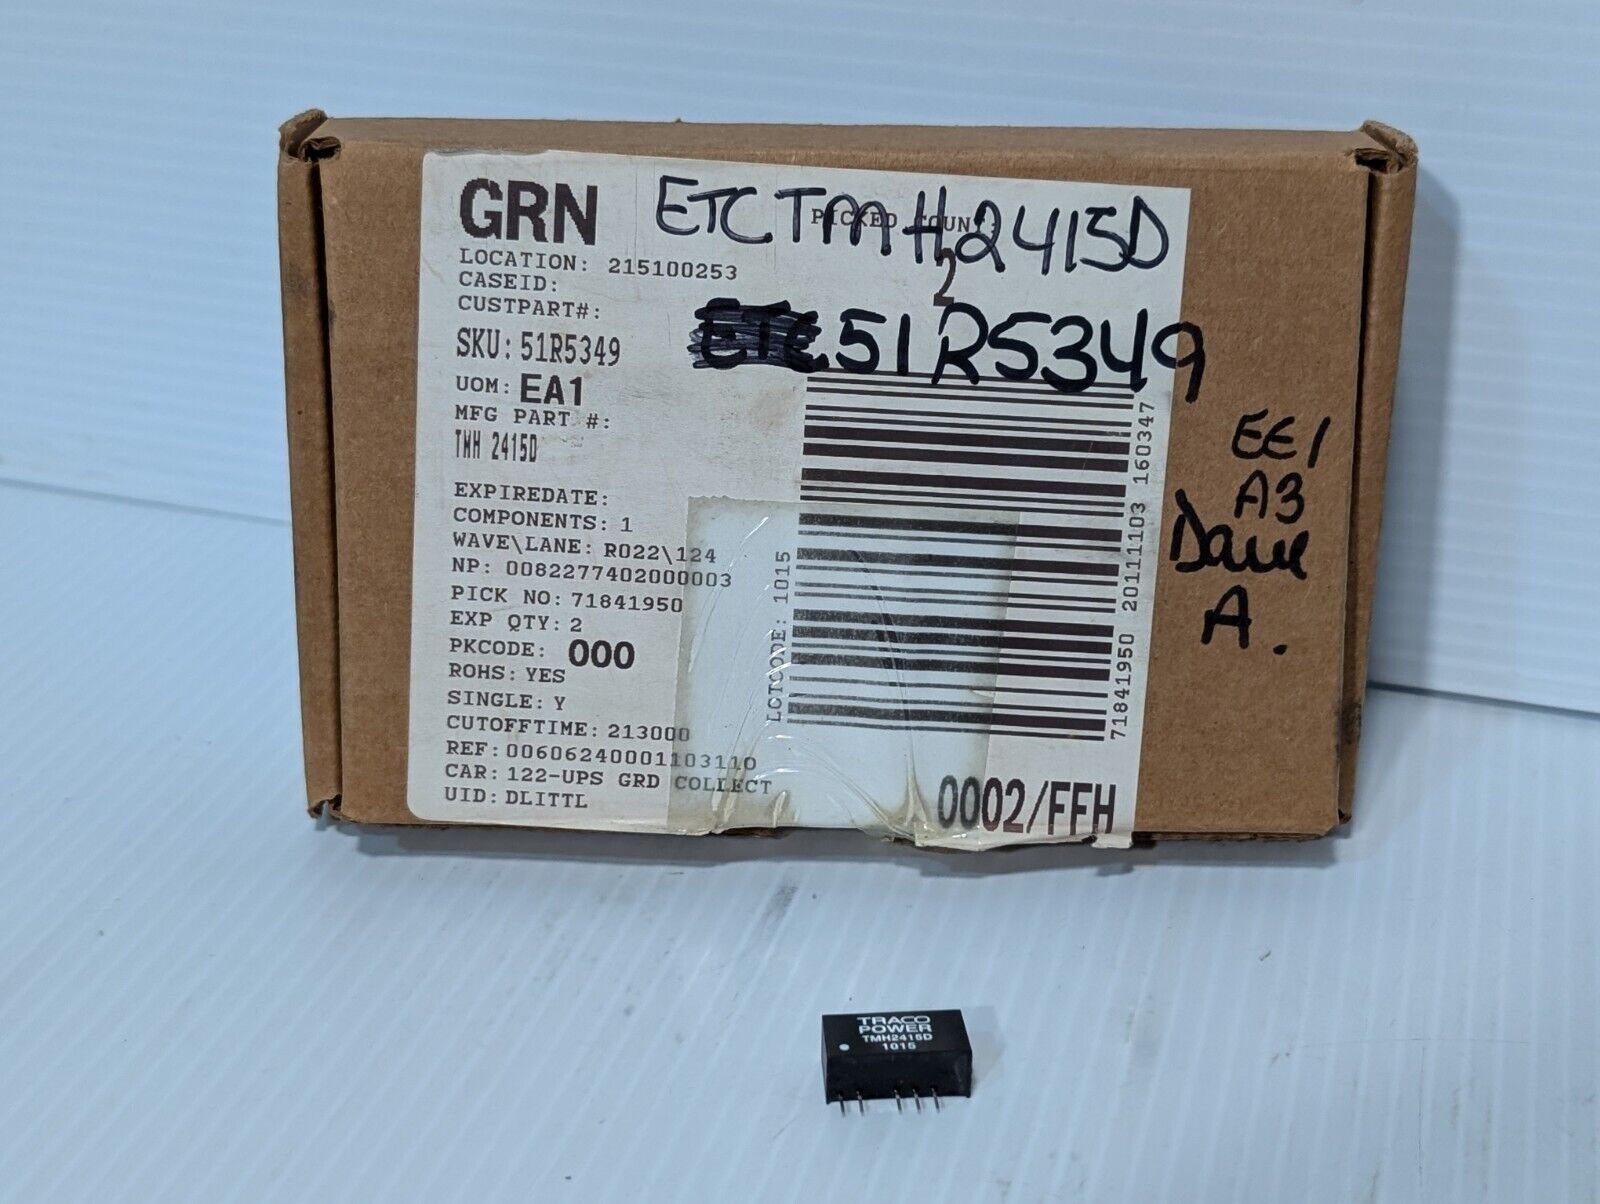 GRN
ETC TMH2415D
PICKED COUNT:
2
LOCATION: 215100253
CASEID:
CUSTPART#:
SKU: 51R5349
51R5349
UOM: EA1
MFG PART #:
TMH 2415D
EXPIREDATE:
COMPONENTS: 1
WAVE\LANE: R022\124
NP: 0082277402000003
PICK NO: 71841950
EXP QTY: 2
PKCODE: 000
ROHS: YES
SINGLE: Y
CUTOFFTIME: 213000
REF: 00606240001103110
CAR: 122-UPS GRD COLLECT
UID: DLITTL
LCTCODE: 1015
71841950 20111103 160347
0002/FFH
EE1
A3
Dave
A.
TRACO
POWER
TMH2415D
1015